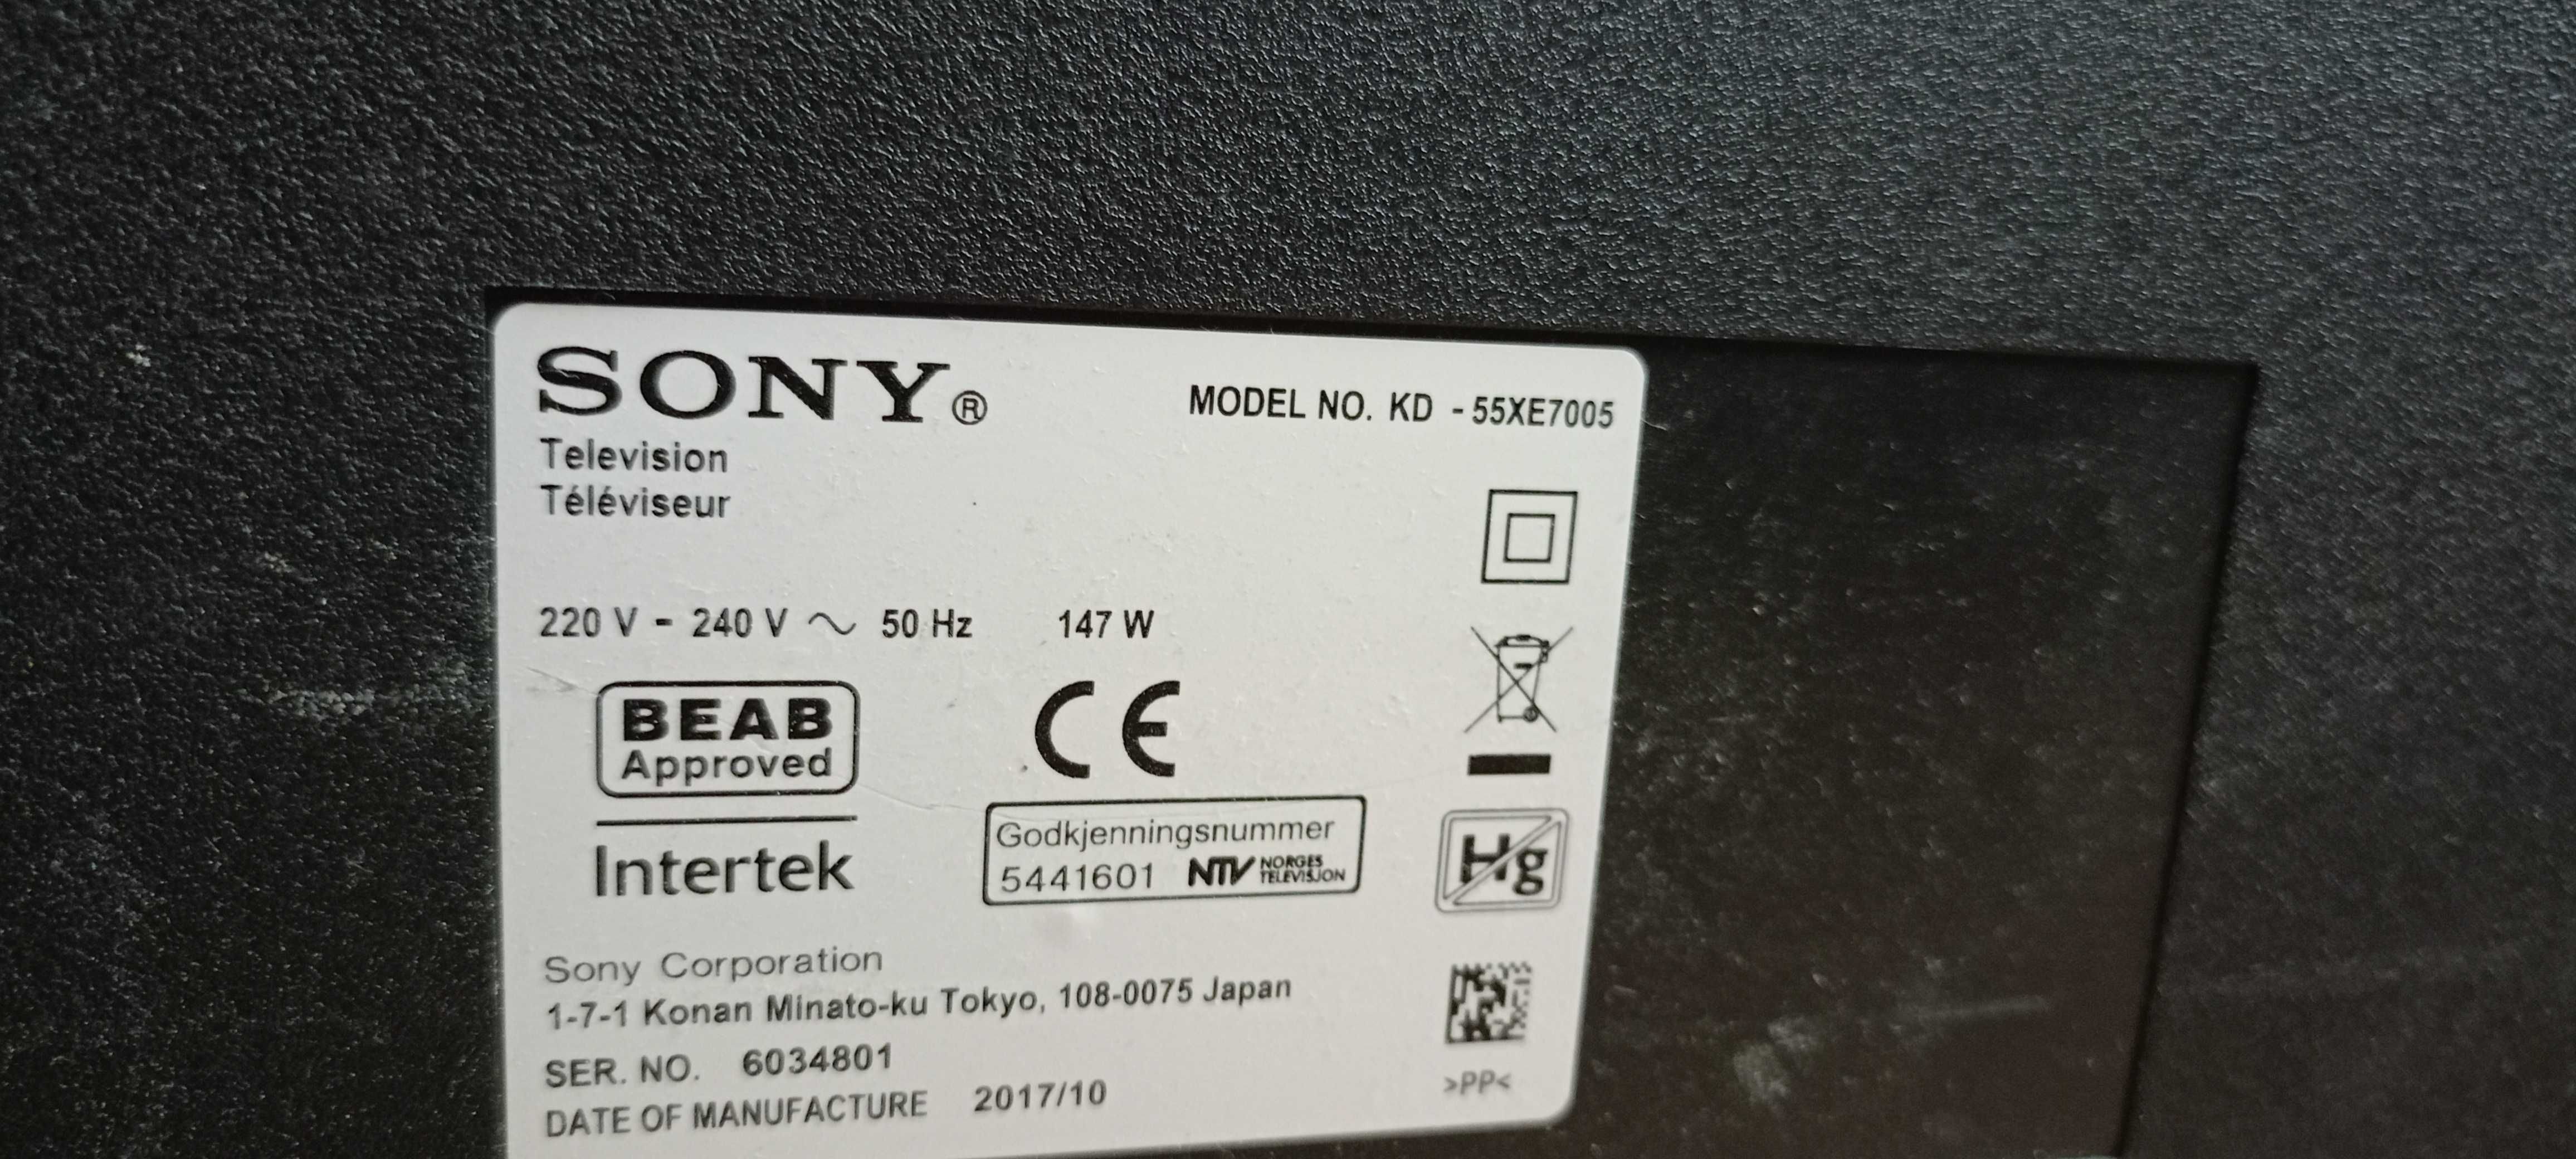 SONY®
MODEL NO. KD -55XE7005
Television
Téléviseur
220 V - 240 V ~ 50 Hz 147 W
BEAB
Approved
CE
Intertek
Godkjenningsnummer
5441601 NTV NORGES TELEVISJON
Hg
Sony Corporation
1-7-1 Konan Minato-ku Tokyo, 108-0075 Japan
SER. NO. 6034801
DATE OF MANUFACTURE 2017/10
>PP<